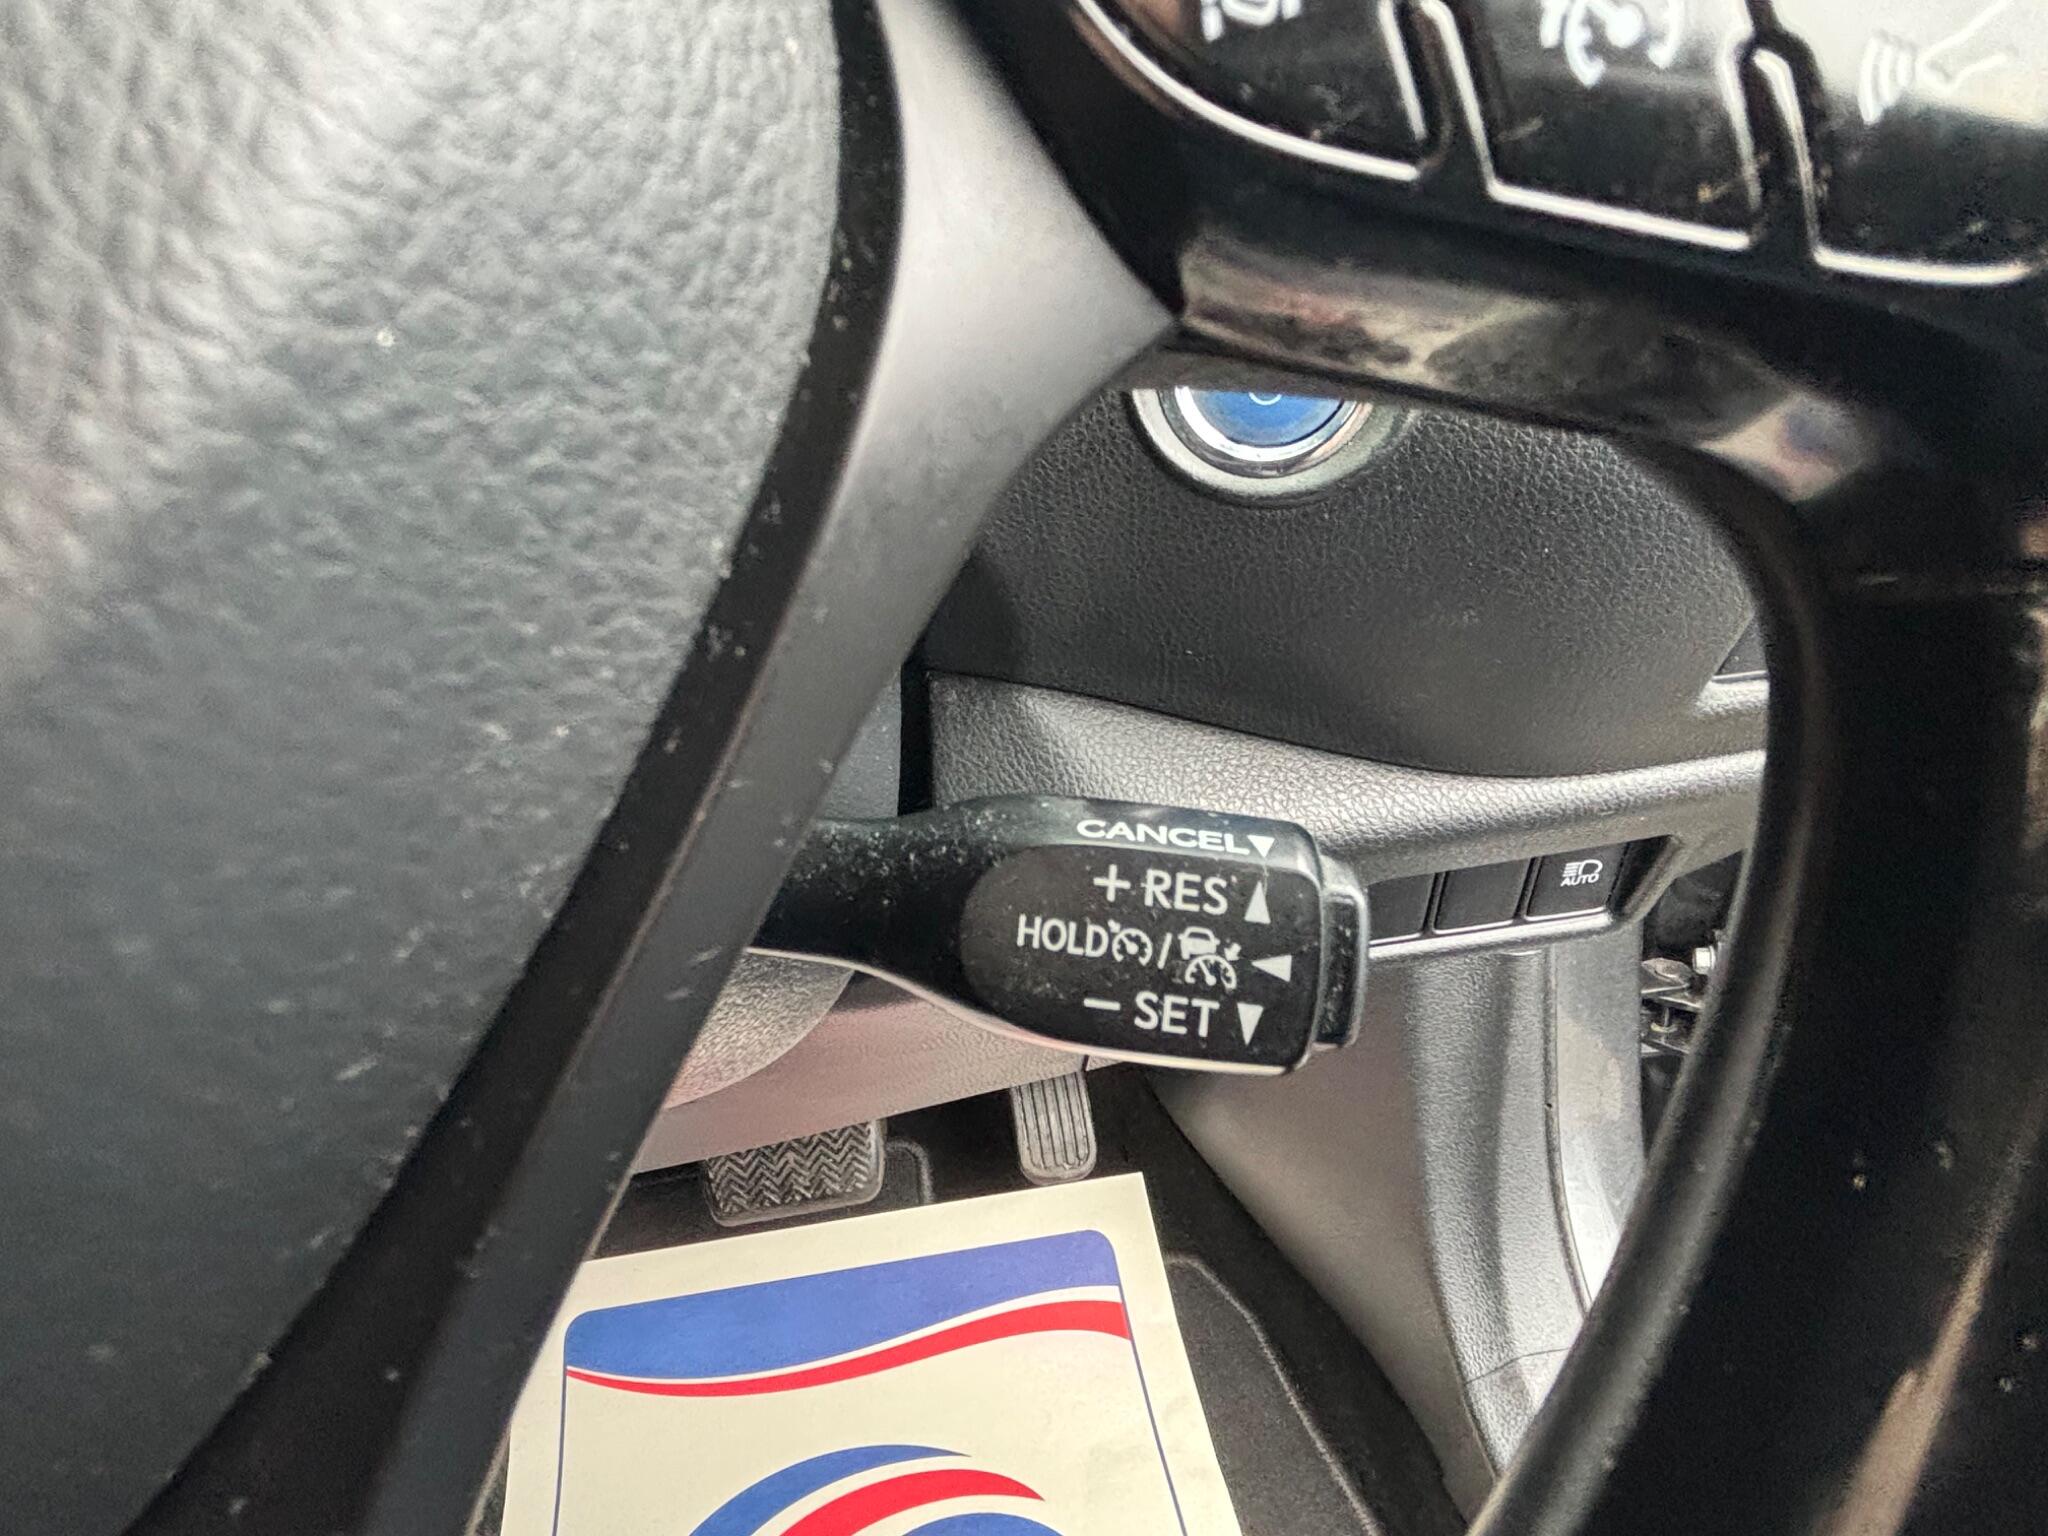 CANCEL
+ RES
HOLD /
- SET
AUTO